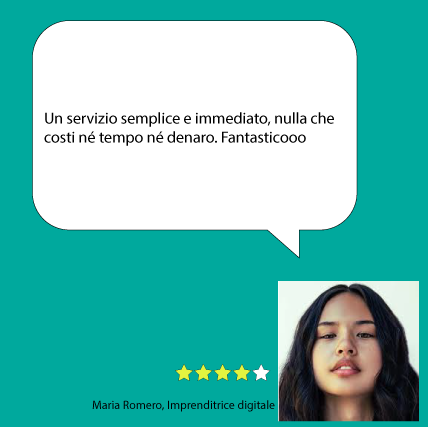 Un servizio semplice e immediato, nulla che
costi né tempo né denaro. Fantasticooo
Maria Romero, Imprenditrice digitale